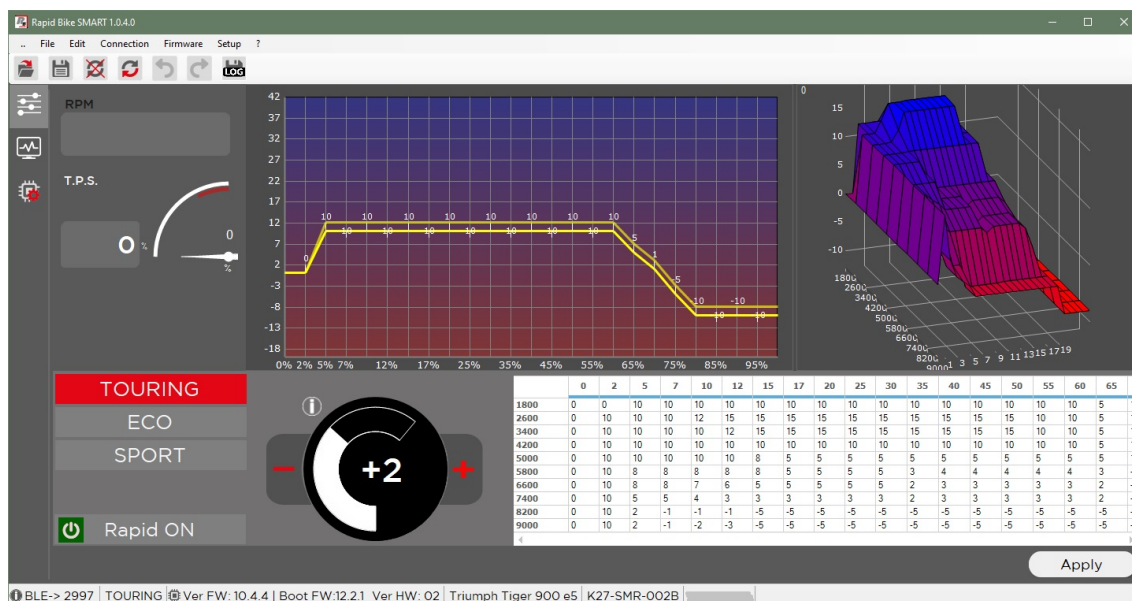 Rapid Bike SMART 1.0.4.0
.. File Edit Connection Firmware Setup ?
LOG
RPM
T.P.S.
0 %
0
%
42
37
32
27
22
17
12
7
2
-3
-8
-13
-18
0 10 10 10 10 10 10 10 10 5 1 -5 -10 -10
10 10 10 10 10 10 10 -10 -10
0% 2% 5% 7% 12% 17% 25% 35% 45% 55% 65% 75% 85% 95%
0
15
10
5
0
-5
-10
1800
2600
3400
4200
5000
5800
6600
7400
8200
9000
1 3 5 7 9 11 13 15 17 19
TOURING
ECO
SPORT
Rapid ON
i
− +2 +
0 2 5 7 10 12 15 17 20 25 30 35 40 45 50 55 60 65
1800 0 0 10 10 10 10 10 10 10 10 10 10 10 10 10 10 10 5
2600 0 10 10 10 12 15 15 15 15 15 15 15 15 15 15 10 10 5
3400 0 10 10 10 10 12 15 15 15 15 15 15 15 15 15 10 10 5
4200 0 10 10 10 10 10 10 10 10 10 10 10 10 10 10 10 10 5
5000 0 10 10 10 10 10 8 5 5 5 5 5 5 5 5 5 5 5
5800 0 10 8 8 8 8 8 5 5 5 5 3 4 4 4 4 4 3
6600 0 10 8 8 7 6 5 5 5 5 5 2 3 3 3 3 3 2
7400 0 10 5 5 4 3 3 3 3 3 3 2 3 3 3 3 3 2
8200 0 10 2 -1 -1 -1 -5 -5 -5 -5 -5 -5 -5 -5 -5 -5 -5 -5
9000 0 10 2 -1 -2 -3 -5 -5 -5 -5 -5 -5 -5 -5 -5 -5 -5 -5
Apply
BLE-> 2997 TOURING Ver FW: 10.4.4 | Boot FW:12.2.1 Ver HW: 02 Triumph Tiger 900 e5 K27-SMR-002B